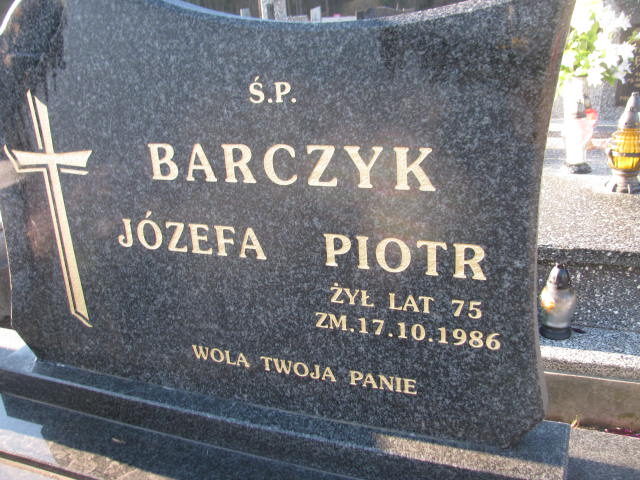 Ś.P.
BARCZYK
JÓZEFA PIOTR
ŻYŁ LAT 75
ZM.17.10.1986
WOLA TWOJA PANIE